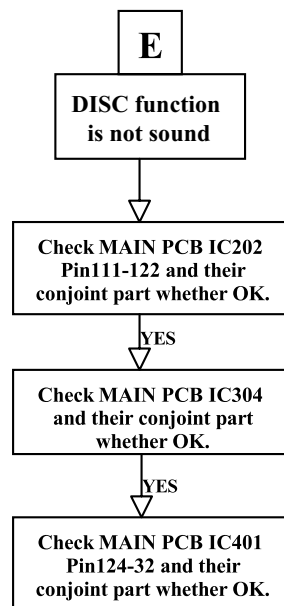 E
DISC function
is not sound
Check MAIN PCB IC202
Pin111-122 and their
conjoint part whether OK.
YES
Check MAIN PCB IC304
and their conjoint part
whether OK.
YES
Check MAIN PCB IC401
Pin124-32 and their
conjoint part whether OK.